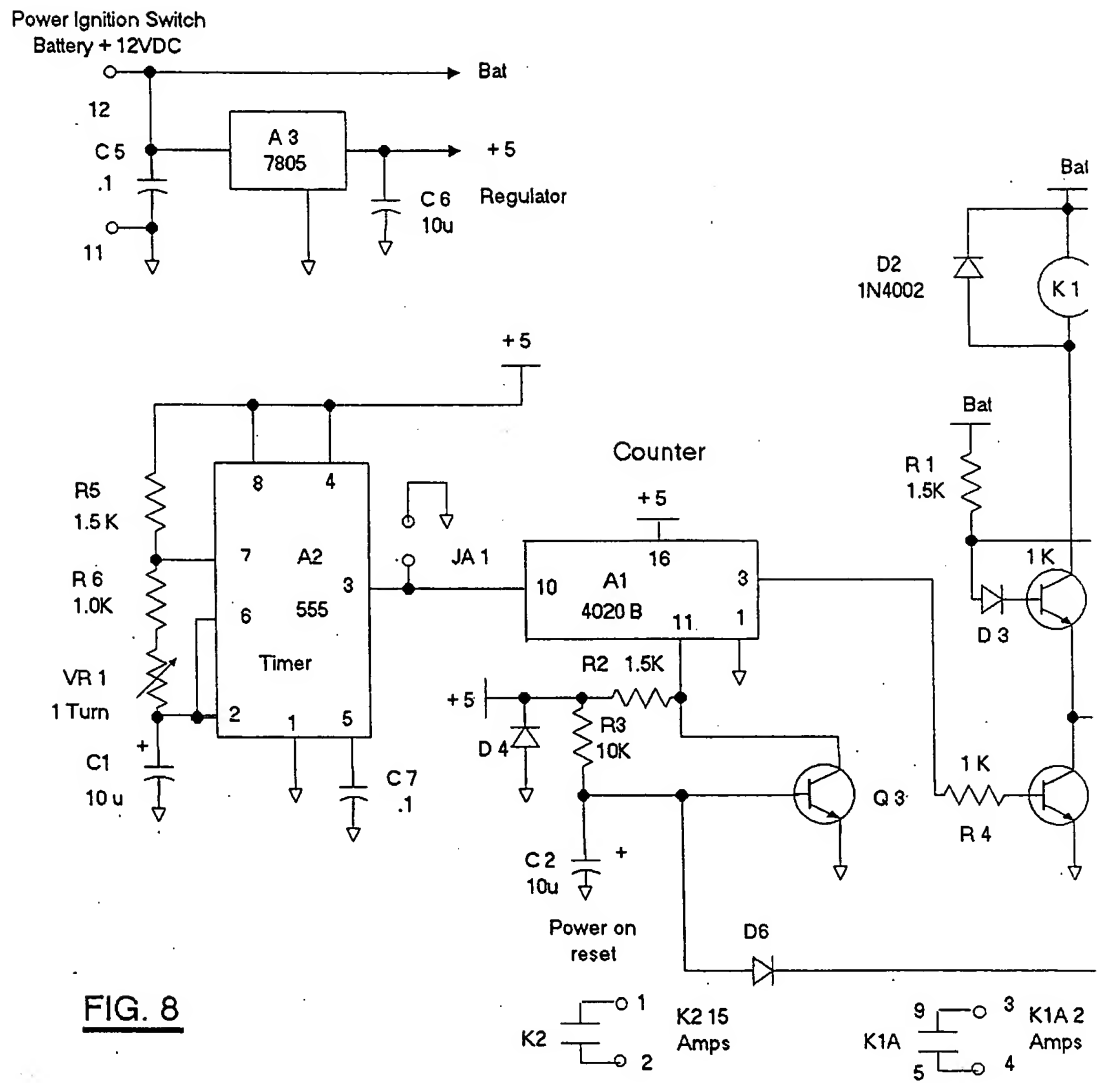 Power Ignition Switch
Battery + 12VDC
Bat
12
C 5
.1
A 3
7805
+ 5
C 6
10u
Regulator
11
Bat
D2
1N4002
K 1
+ 5
Bat
Counter
R 1
1.5K
R5
1.5 K
8
4
+ 5
7
A2
JA 1
16
1 K
R 6
1.0K
3
10
A1
3
6
555
4020 B
11
1
D 3
VR 1
1 Turn
Timer
R2 1.5K
2
1
5
+ 5
R3
10K
D 4
C1
+
10 u
C 7
.1
1 K
Q 3
R 4
C 2
10u
+
Power on
reset
D6
FIG. 8
K2
1
2
K2 15
Amps
9
3
K1A
5
4
K1A 2
Amps